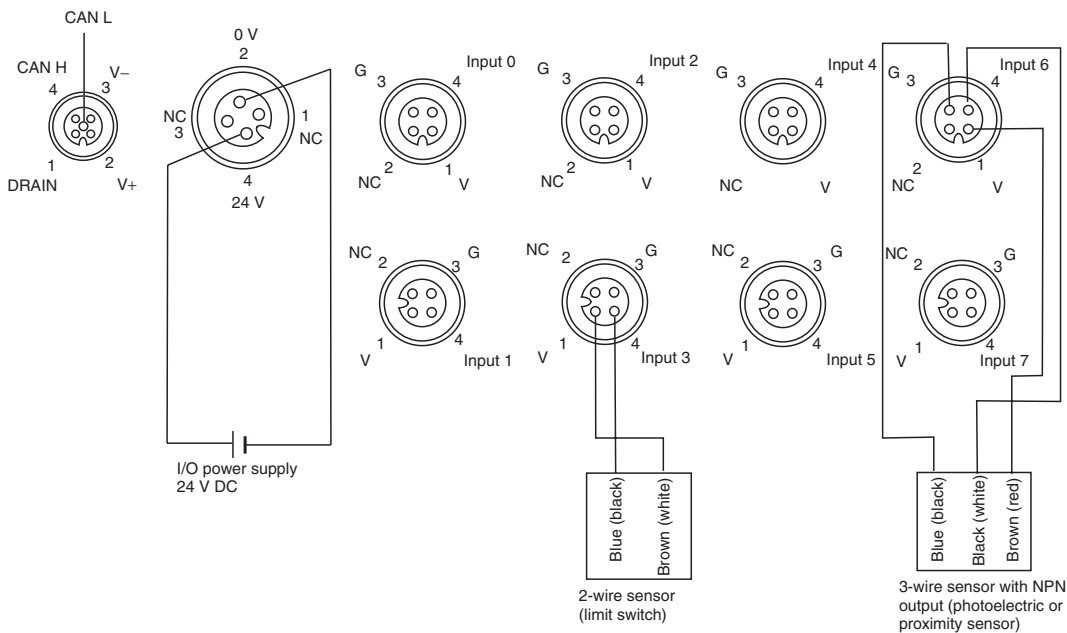 CAN L
CAN H
V–
4
3
1
2
DRAIN
V+
0 V
2
NC
3
1
NC
4
24 V
G
3
4
Input 0
NC
2
1
V
G
3
4
Input 2
NC
2
1
V
G
3
4
Input 4
NC
2
1
V
G
3
4
Input 6
NC
2
1
V
NC
2
3
G
1
V
4
Input 1
NC
2
3
G
1
V
4
Input 3
NC
2
3
G
1
V
4
Input 5
NC
2
3
G
1
V
4
Input 7
I/O power supply
24 V DC
Blue (black)
Brown (white)
2-wire sensor
(limit switch)
Blue (black)
Black (white)
Brown (red)
3-wire sensor with NPN
output (photoelectric or
proximity sensor)